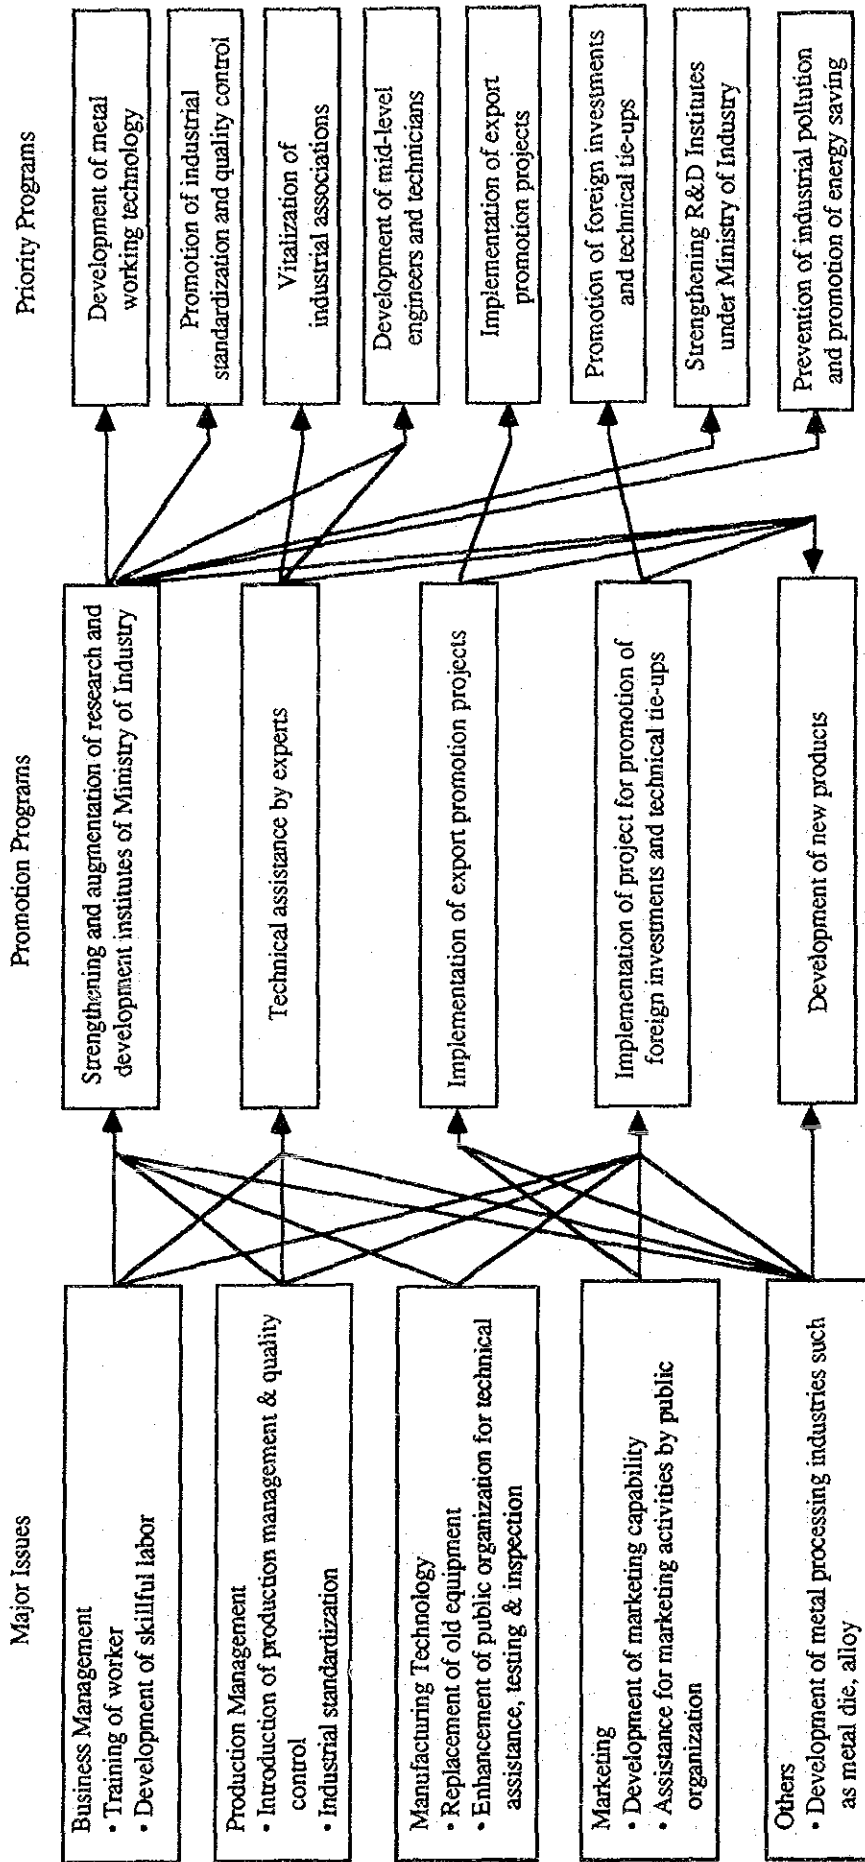 Major Issues
Business Management
• Training of worker
• Development of skillful labor
Production Management
• Introduction of production management & quality
control
• Industrial standardization
Manufacturing Technology
• Replacement of old equipment
• Enhancement of public organization for technical
assistance, testing & inspection
Marketing
• Development of marketing capability
• Assistance for marketing activities by public
organization
Others
• Development of metal processing industries such
as metal die, alloy
Promotion Programs
Strengthening and augmentation of research and
development institutes of Ministry of Industry
Technical assistance by experts
Implementation of export promotion projects
Implementation of project for promotion of
foreign investments and technical tie-ups
Development of new products
Priority Programs
Development of metal
working technology
Promotion of industrial
standardization and quality control
Vitalization of
industrial associations
Development of mid-level
engineers and technicians
Implementation of export
promotion projects
Promotion of foreign investments
and technical tie-ups
Strengthening R&D Institutes
under Ministry of Industry
Prevention of industrial pollution
and promotion of energy saving